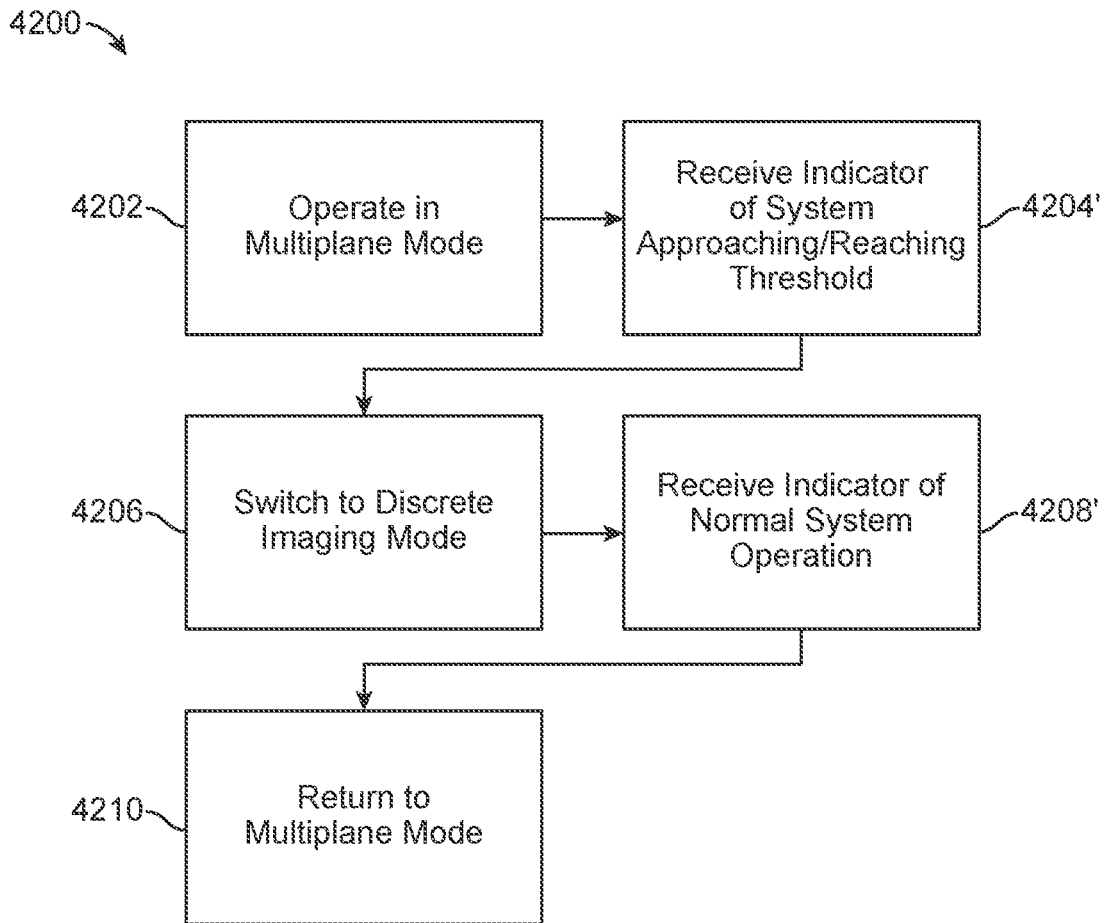 4200
4202
Operate in
Multiplane Mode
Receive Indicator
of System
Approaching/Reaching
Threshold
4204'
4206
Switch to Discrete
Imaging Mode
Receive Indicator of
Normal System
Operation
4208'
4210
Return to
Multiplane Mode